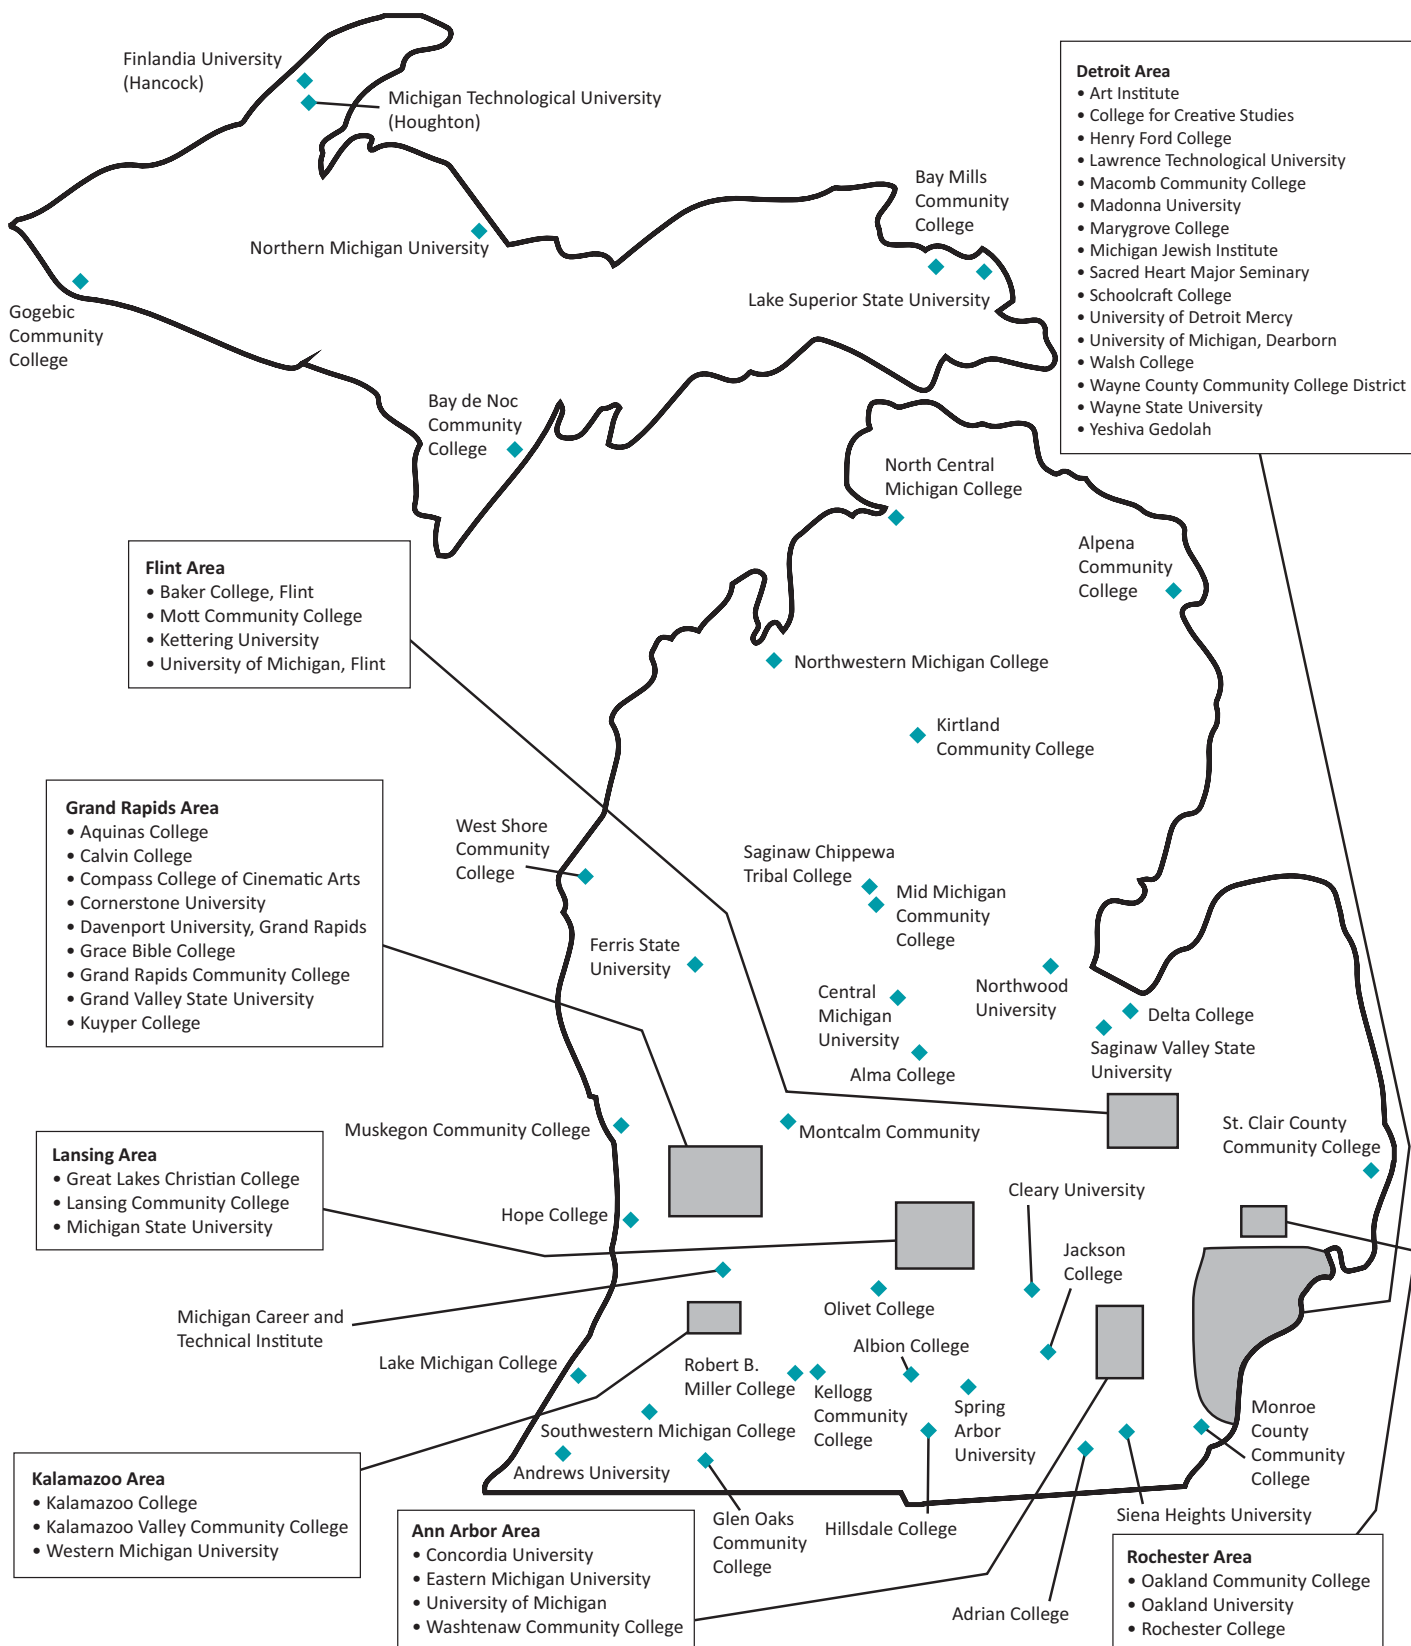 Finlandia University
(Hancock)
Michigan Technological University
(Houghton)
Northern Michigan University
Gogebic
Community
College
Bay Mills
Community
College
Lake Superior State University
Bay de Noc
Community
College
Detroit Area
• Art Institute
• College for Creative Studies
• Henry Ford College
• Lawrence Technological University
• Macomb Community College
• Madonna University
• Marygrove College
• Michigan Jewish Institute
• Sacred Heart Major Seminary
• Schoolcraft College
• University of Detroit Mercy
• University of Michigan, Dearborn
• Walsh College
• Wayne County Community College District
• Wayne State University
• Yeshiva Gedolah
North Central
Michigan College
Alpena
Community
College
Flint Area
• Baker College, Flint
• Mott Community College
• Kettering University
• University of Michigan, Flint
Northwestern Michigan College
Kirtland
Community College
Grand Rapids Area
• Aquinas College
• Calvin College
• Compass College of Cinematic Arts
• Cornerstone University
• Davenport University, Grand Rapids
• Grace Bible College
• Grand Rapids Community College
• Grand Valley State University
• Kuyper College
West Shore
Community
College
Saginaw Chippewa
Tribal College
Mid Michigan
Community
College
Ferris State
University
Central
Michigan
University
Northwood
University
Delta College
Saginaw Valley State
University
Alma College
Muskegon Community College
Montcalm Community
St. Clair County
Community College
Lansing Area
• Great Lakes Christian College
• Lansing Community College
• Michigan State University
Hope College
Cleary University
Jackson
College
Michigan Career and
Technical Institute
Olivet College
Lake Michigan College
Robert B.
Miller College
Albion College
Kellogg
Community
College
Spring
Arbor
University
Southwestern Michigan College
Andrews University
Monroe
County
Community
College
Kalamazoo Area
• Kalamazoo College
• Kalamazoo Valley Community College
• Western Michigan University
Glen Oaks
Community
College
Hillsdale College
Siena Heights University
Ann Arbor Area
• Concordia University
• Eastern Michigan University
• University of Michigan
• Washtenaw Community College
Adrian College
Rochester Area
• Oakland Community College
• Oakland University
• Rochester College